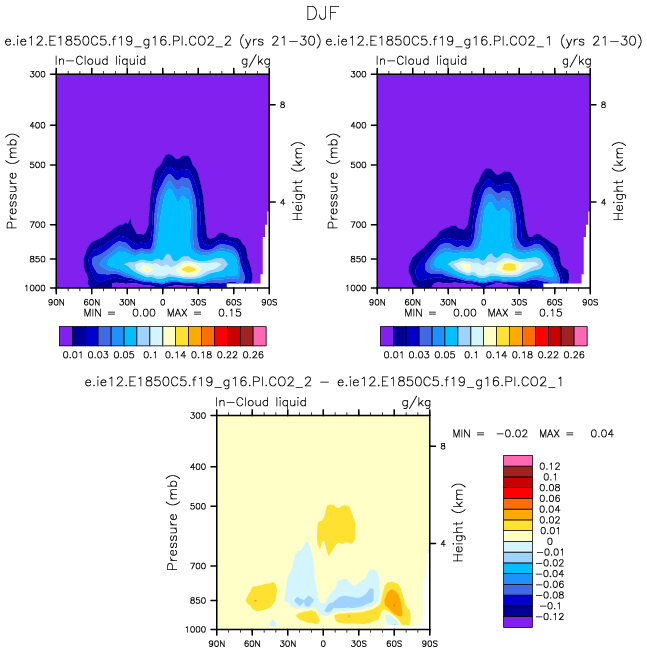 DJF
e.ie12.E1850C5.f19_g16.PI.CO2_2 (yrs 21-30) e.ie12.E1850C5.f19_g16.PI.CO2_1 (yrs 21-30)
In-Cloud liquid g/kg In-Cloud liquid g/kg
300 300
8 8
400 400
500 500
4 4
700 700
850 850
1000 1000
Pressure (mb) Height (km) Pressure (mb) Height (km)
90N 60N 30N 0 30S 60S 90S 90N 60N 30N 0 30S 60S 90S
MIN = 0.00 MAX = 0.15 MIN = 0.00 MAX = 0.15
0.01 0.03 0.05 0.1 0.14 0.18 0.22 0.26 0.01 0.03 0.05 0.1 0.14 0.18 0.22 0.26
e.ie12.E1850C5.f19_g16.PI.CO2_2 - e.ie12.E1850C5.f19_g16.PI.CO2_1
In-Cloud liquid g/kg
300
8
400
500
4
700
850
1000
Pressure (mb) Height (km)
90N 60N 30N 0 30S 60S 90S
MIN = -0.02 MAX = 0.04
0.12
0.1
0.08
0.06
0.04
0.02
0.01
0
-0.01
-0.02
-0.04
-0.06
-0.08
-0.1
-0.12